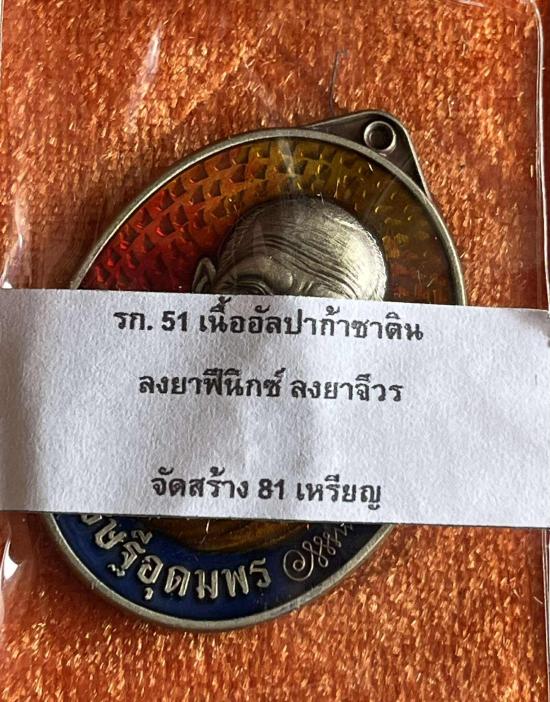 รก. 51 เนื้ออัลปาก้าซาติน
ลงยาฟีนิกซ์ ลงยาจีวร
จัดสร้าง 81 เหรียญ
อุดมพร